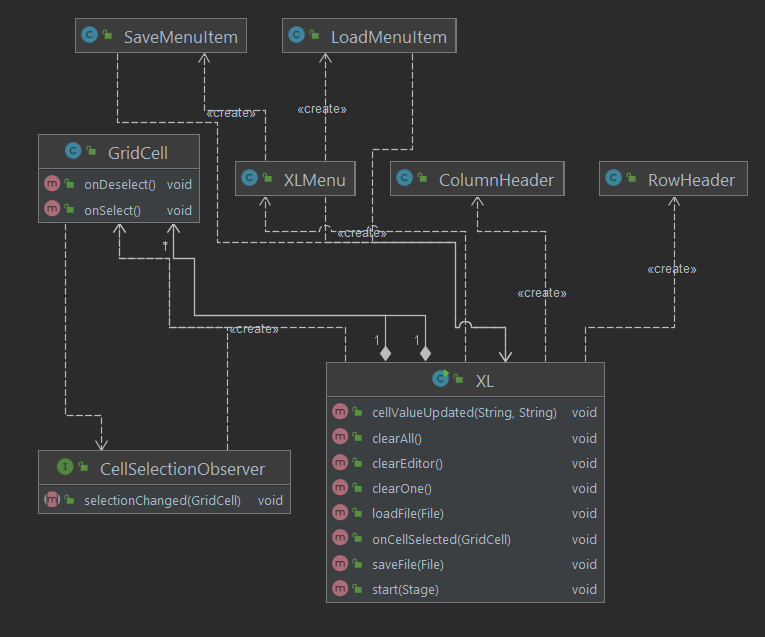 SaveMenuItem
LoadMenuItem
«create»
«create»
GridCell
onDeselect() void
onSelect() void
XLMenu
ColumnHeader
RowHeader
*
«create»
«create»
«create»
«create»
1
1
XL
cellValueUpdated(String, String) void
clearAll() void
clearEditor() void
clearOne() void
loadFile(File) void
onCellSelected(GridCell) void
saveFile(File) void
start(Stage) void
CellSelectionObserver
selectionChanged(GridCell) void